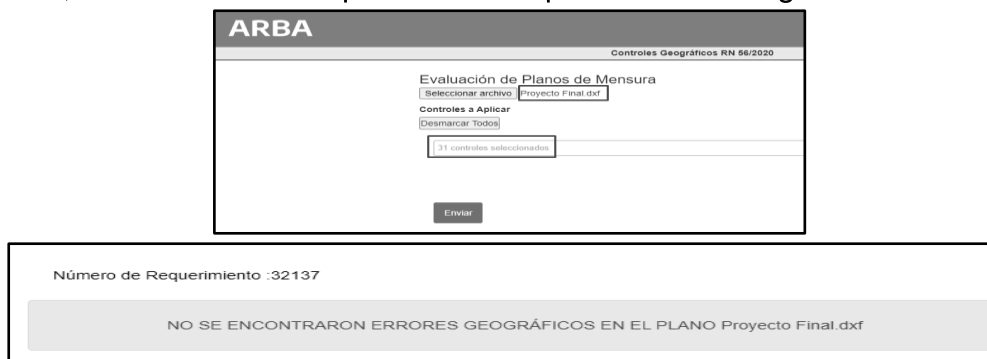 ARBA
Controles Geográficos RN 56/2020
Evaluación de Planos de Mensura
Seleccionar archivo Proyecto Final.dxf
Controles a Aplicar
Desmarcar Todos
31 controles seleccionados
Enviar
Número de Requerimiento :32137
NO SE ENCONTRARON ERRORES GEOGRÁFICOS EN EL PLANO Proyecto Final.dxf